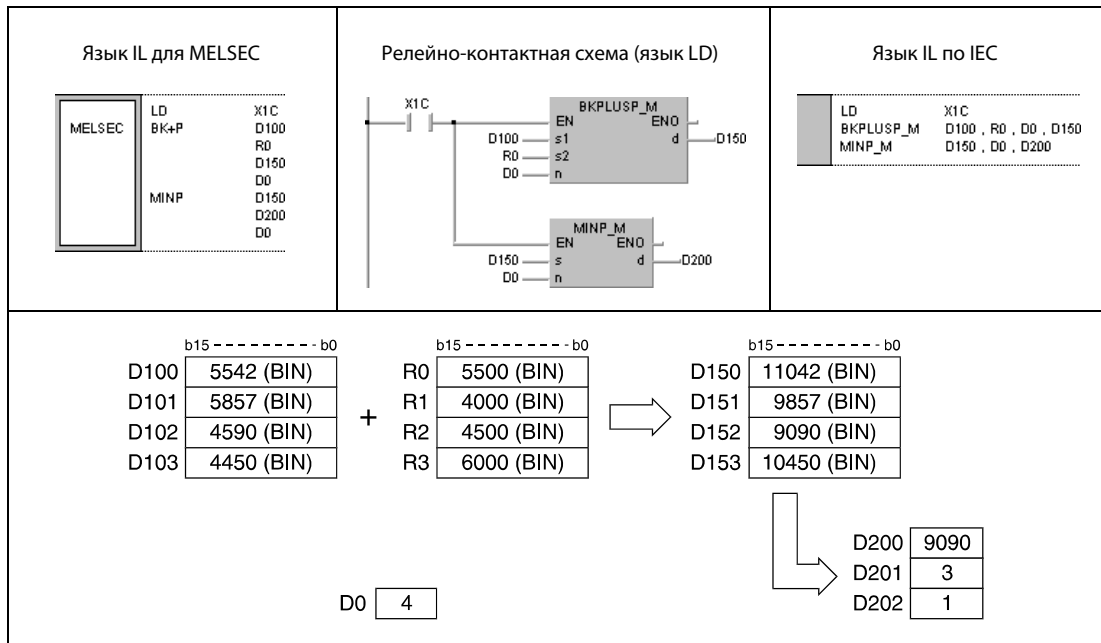 Язык IL для MELSEC
MELSEC
LD X1C
BK+P D100
R0
D150
D0
MINP D150
D200
D0
Релейно-контактная схема (язык LD)
X1C
BKPLUSP_M
EN ENO
D100 s1 d D150
R0 s2
D0 n
MINP_M
EN ENO
D150 s d D200
D0 n
Язык IL по IEC
LD X1C
BKPLUSP_M D100 , R0 , D0 , D150
MINP_M D150 , D0 , D200
b15 - - - - - - - - - - b0 b15 - - - - - - - - - - b0 b15 - - - - - - - - - - b0
D100 5542 (BIN) R0 5500 (BIN) D150 11042 (BIN)
D101 5857 (BIN) + R1 4000 (BIN) D151 9857 (BIN)
D102 4590 (BIN) R2 4500 (BIN) D152 9090 (BIN)
D103 4450 (BIN) R3 6000 (BIN) D153 10450 (BIN)
D200 9090
D201 3
D202 1
D0 4